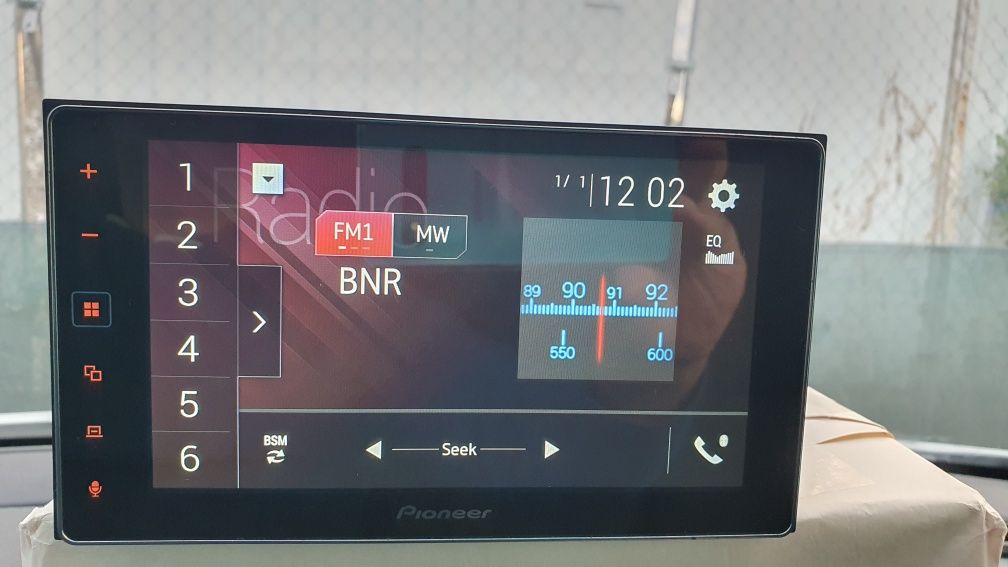 1
2
3
4
5
6
Radio
1/ 1 12 02
FM1 MW
EQ
BNR
89 90 91 92
550 600
BSM
Seek
Pioneer